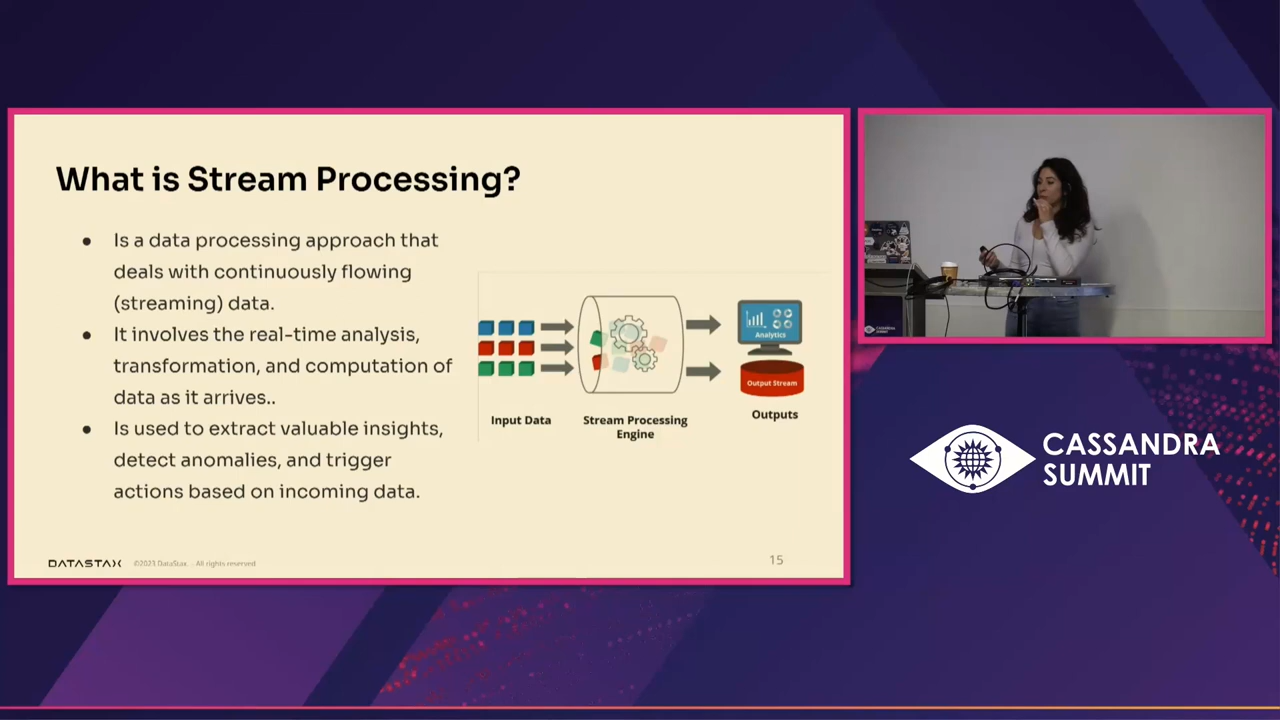 What is Stream Processing?
● Is a data processing approach that
deals with continuously flowing
(streaming) data.
● It involves the real-time analysis,
transformation, and computation of
data as it arrives..
● Is used to extract valuable insights,
detect anomalies, and trigger
actions based on incoming data.
Analytics
Output Stream
Input Data
Stream Processing
Engine
Outputs
DATASTAX
©2023 DataStax. All rights reserved
15
CASSANDRA
SUMMIT